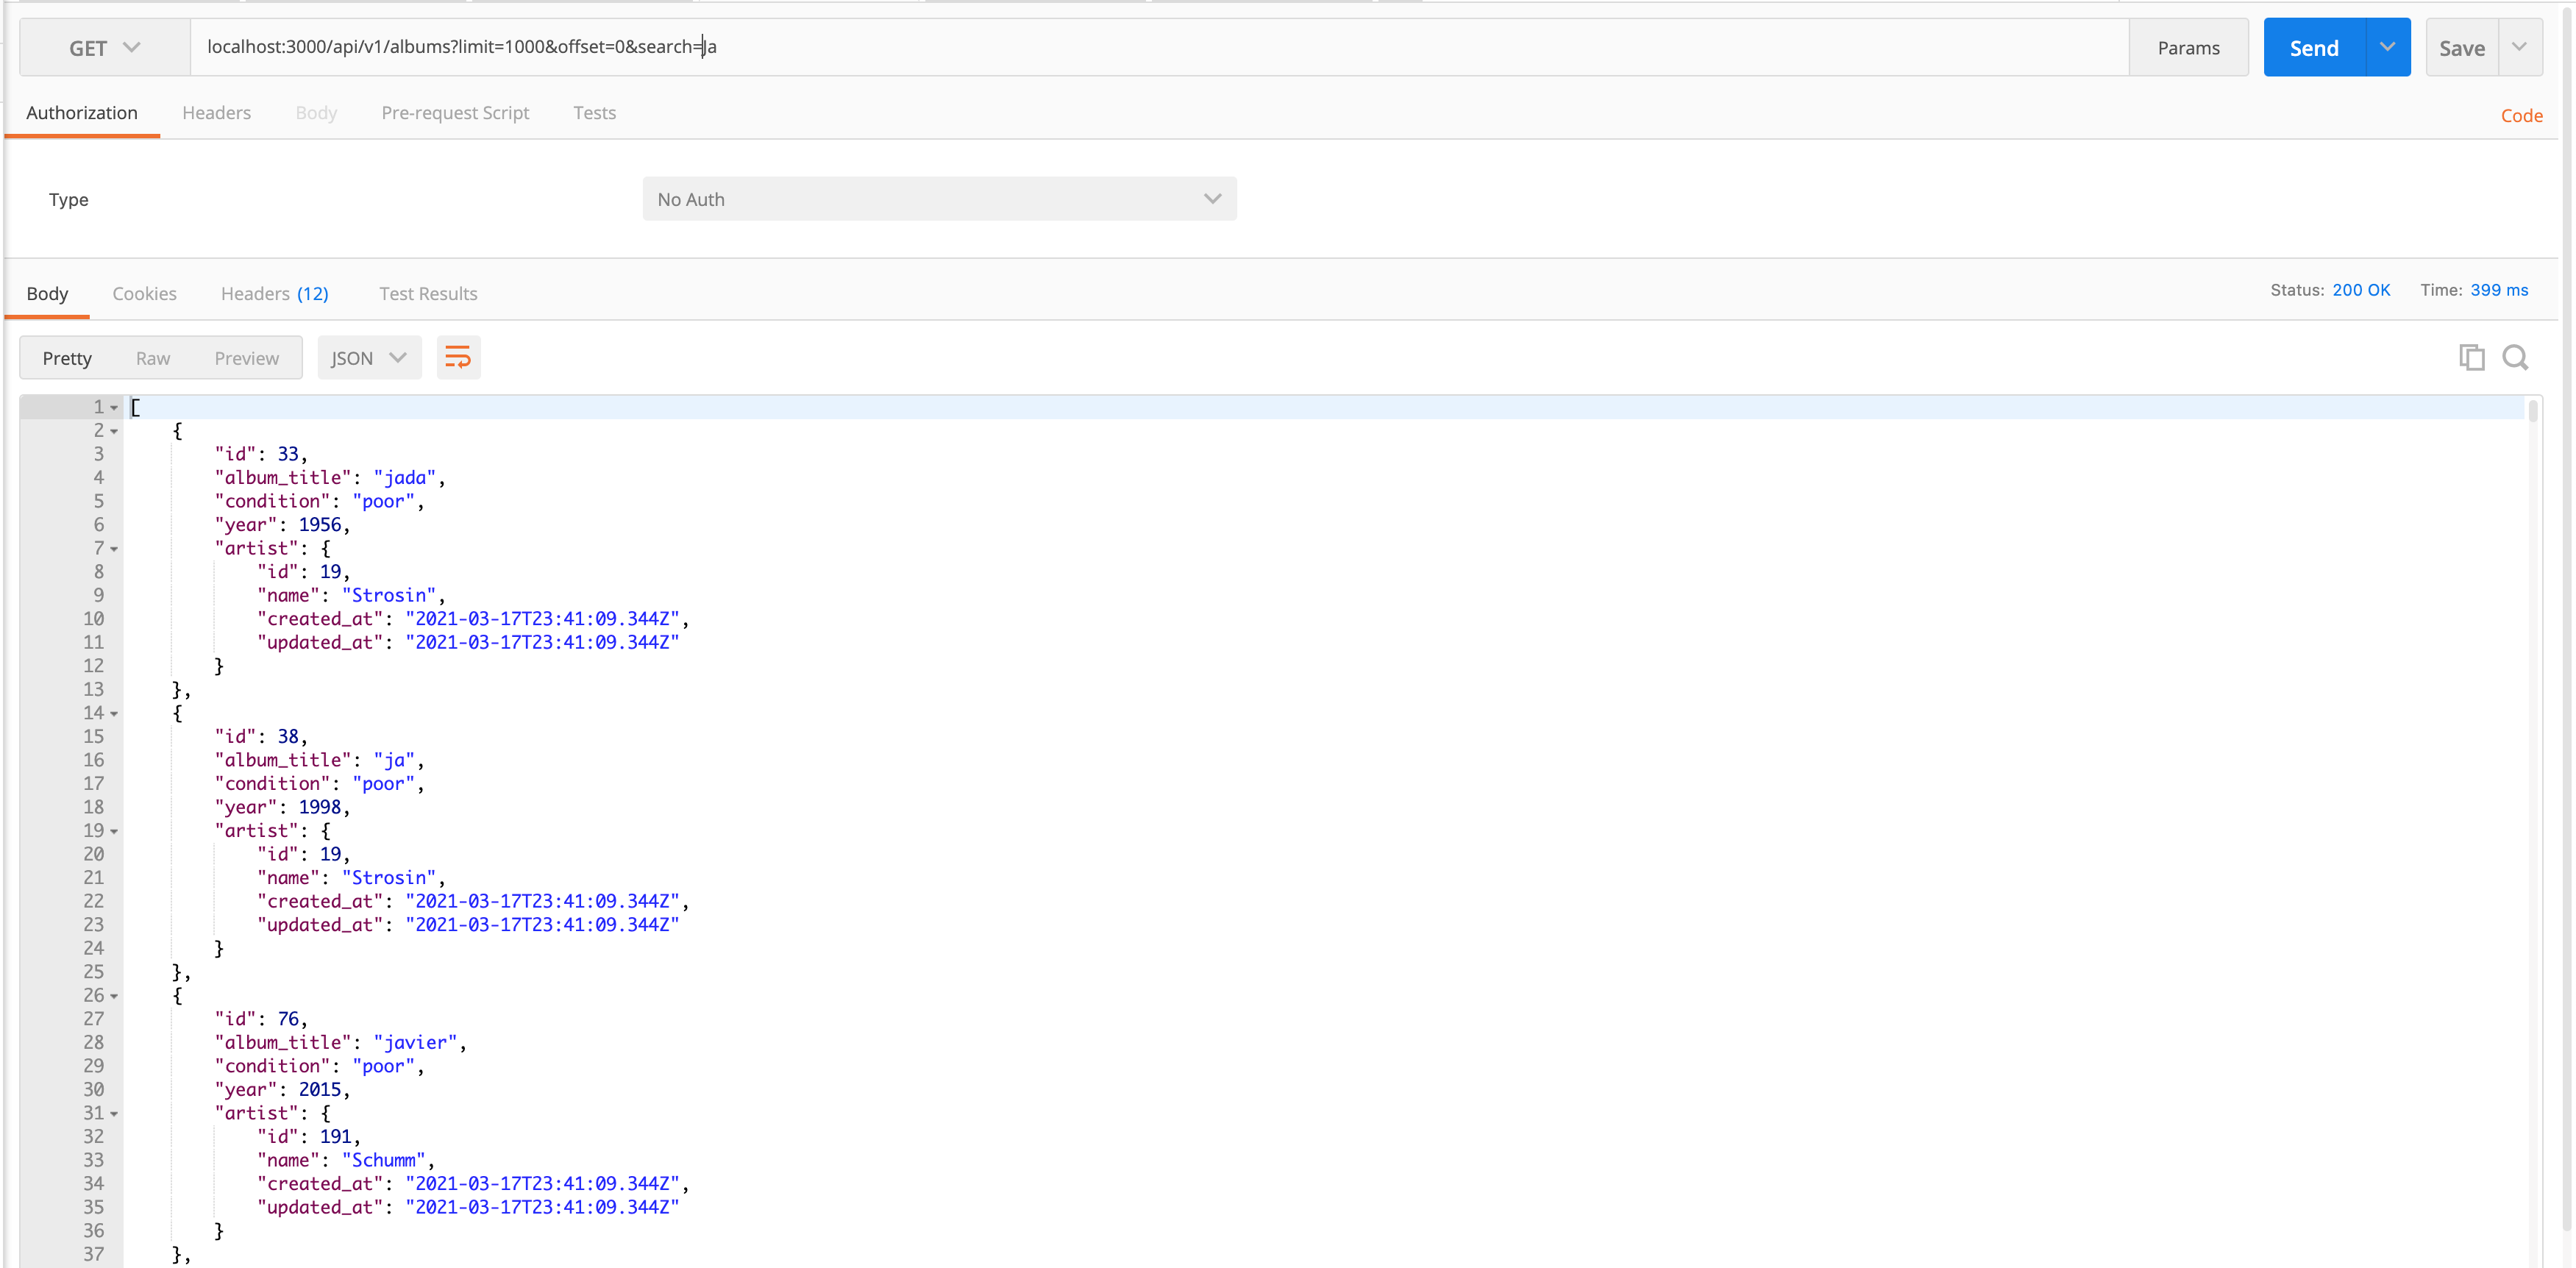 GET localhost:3000/api/v1/albums?limit=1000&offset=0&search=Ja Params Send Save
Authorization Headers Body Pre-request Script Tests Code
Type No Auth
Body Cookies Headers (12) Test Results Status: 200 OK Time: 399 ms
Pretty Raw Preview JSON
1 [
2 {
3 "id": 33,
4 "album_title": "jada",
5 "condition": "poor",
6 "year": 1956,
7 "artist": {
8 "id": 19,
9 "name": "Strosin",
10 "created_at": "2021-03-17T23:41:09.344Z",
11 "updated_at": "2021-03-17T23:41:09.344Z"
12 }
13 },
14 {
15 "id": 38,
16 "album_title": "ja",
17 "condition": "poor",
18 "year": 1998,
19 "artist": {
20 "id": 19,
21 "name": "Strosin",
22 "created_at": "2021-03-17T23:41:09.344Z",
23 "updated_at": "2021-03-17T23:41:09.344Z"
24 }
25 },
26 {
27 "id": 76,
28 "album_title": "javier",
29 "condition": "poor",
30 "year": 2015,
31 "artist": {
32 "id": 191,
33 "name": "Schumm",
34 "created_at": "2021-03-17T23:41:09.344Z",
35 "updated_at": "2021-03-17T23:41:09.344Z"
36 }
37 },